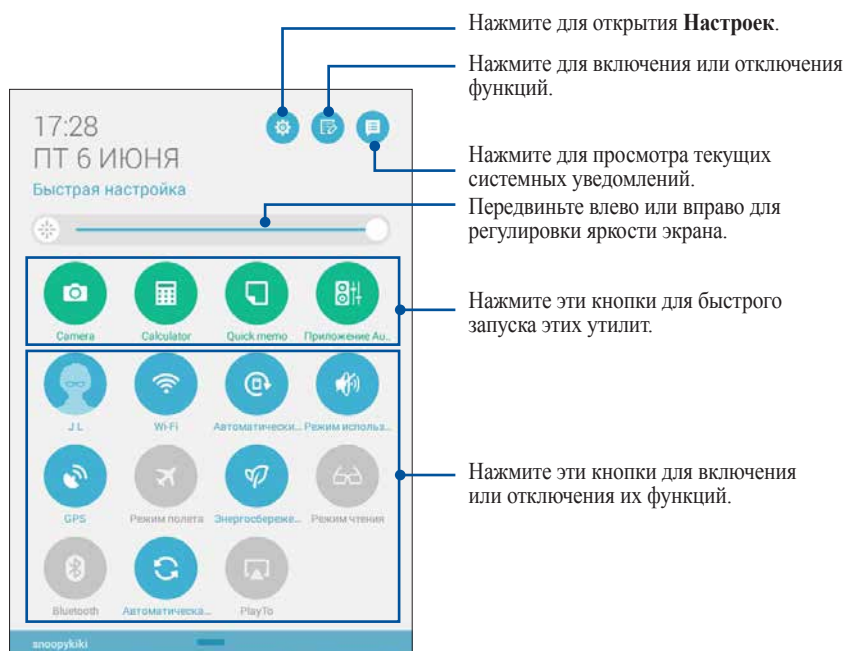 Нажмите для открытия Настроек.
Нажмите для включения или отключения
функций.
17:28
ПТ 6 ИЮНЯ
Быстрая настройка
Нажмите для просмотра текущих
системных уведомлений.
Передвиньте влево или вправо для
регулировки яркости экрана.
Нажмите эти кнопки для быстрого
запуска этих утилит.
Camera Calculator Quick memo Приложение Au...
J L Wi-Fi Автоматически... Режим использ...
Нажмите эти кнопки для включения
или отключения их функций.
GPS Режим полета Энергосбереже... Режим чтения
Bluetooth Автоматическа... PlayTo
snoopykiki